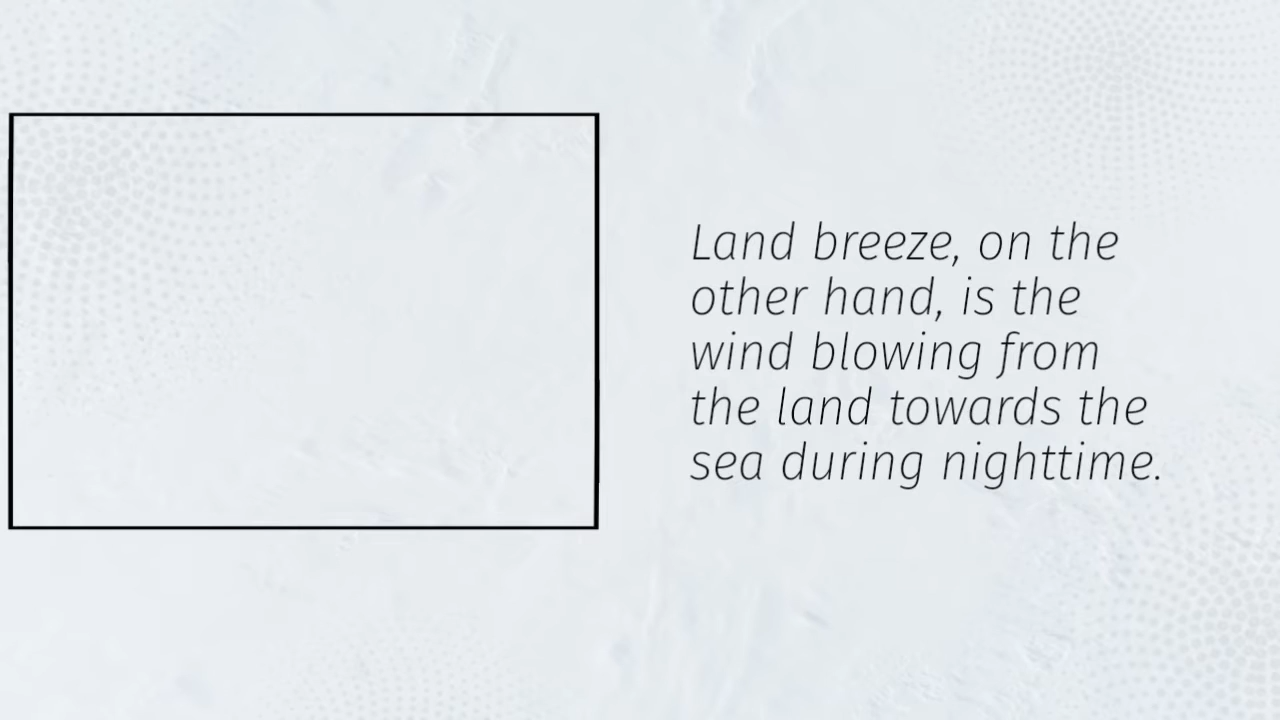 Land breeze, on the
other hand, is the
wind blowing from
the land towards the
sea during nighttime.